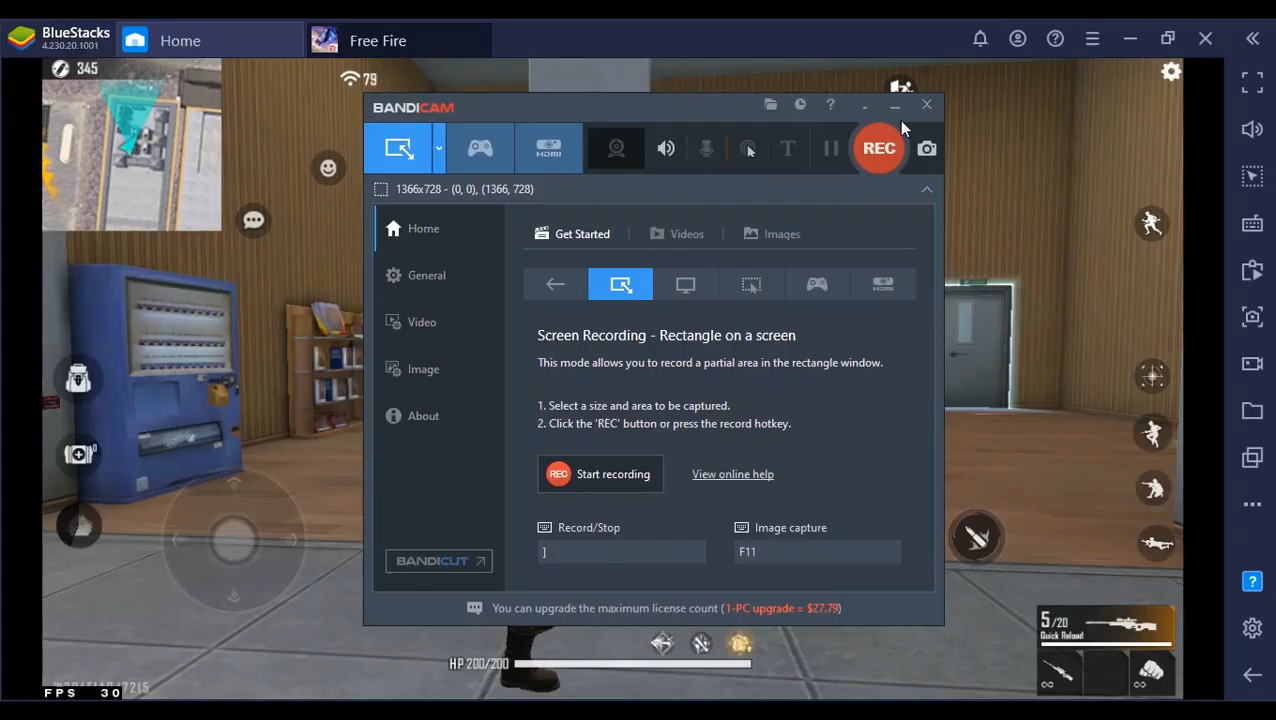 BlueStacks
4.230.20.1001
Home
Free Fire
345
79
BANDICAM
HDMI
T
REC
1366x728 - (0, 0), (1366, 728)
Home
General
Video
Image
About
BANDICUT
Get Started
Videos
Images
HDMI
Screen Recording - Rectangle on a screen
This mode allows you to record a partial area in the rectangle window.
1. Select a size and area to be captured.
2. Click the 'REC' button or press the record hotkey.
REC Start recording
View online help
Record/Stop
Image capture
]
F11
You can upgrade the maximum license count (1-PC upgrade = $27.79)
5/20
Quick Reload
HP 200/200
FPS 30